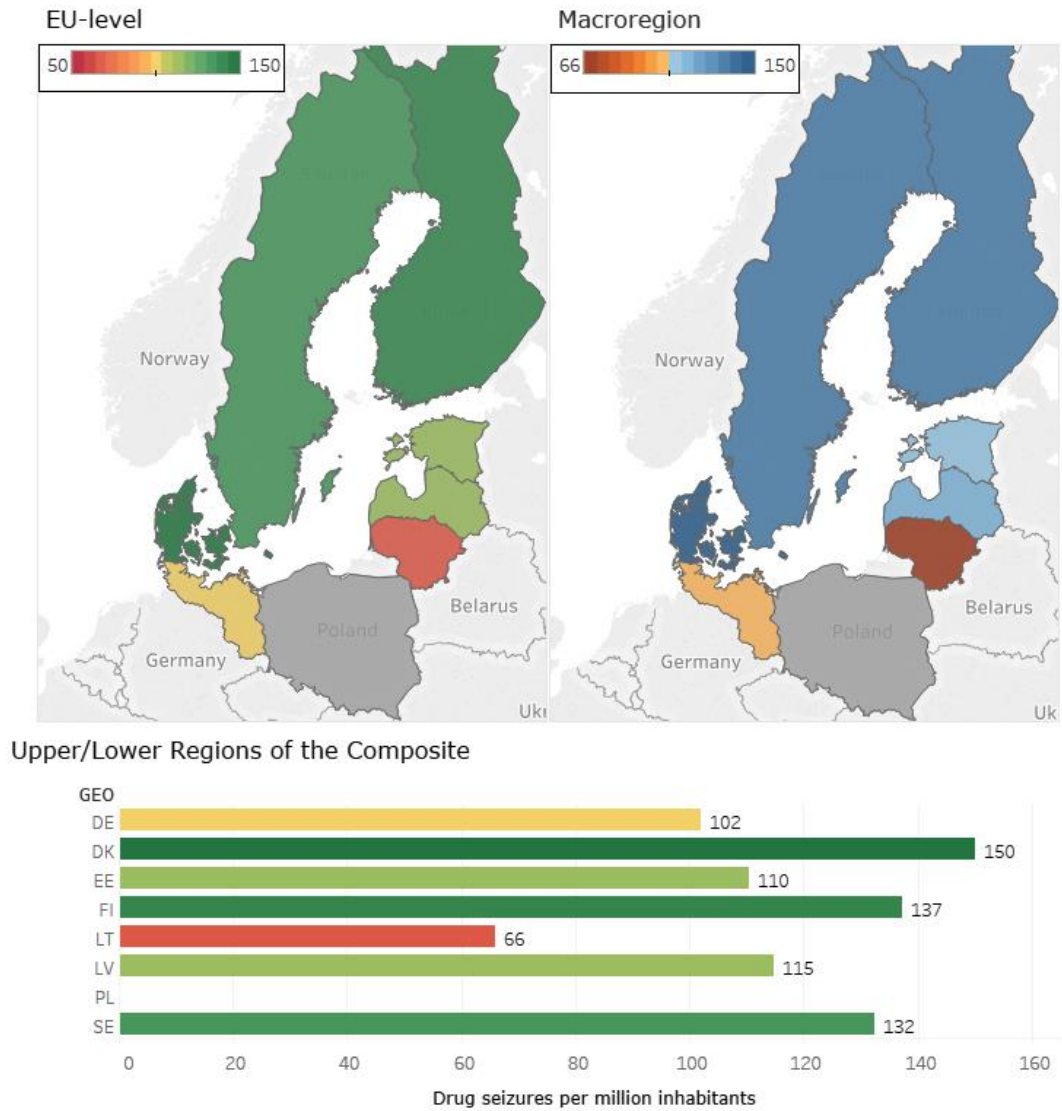 EU-level
Macroregion
50 150
66 150
Norway
Norway
Belarus
Belarus
Poland
Poland
Germany
Germany
Ukr
Uk
Upper/Lower Regions of the Composite
GEO
DE 102
DK 150
EE 110
FI 137
LT 66
LV 115
PL
SE 132
0 20 40 60 80 100 120 140 160
Drug seizures per million inhabitants